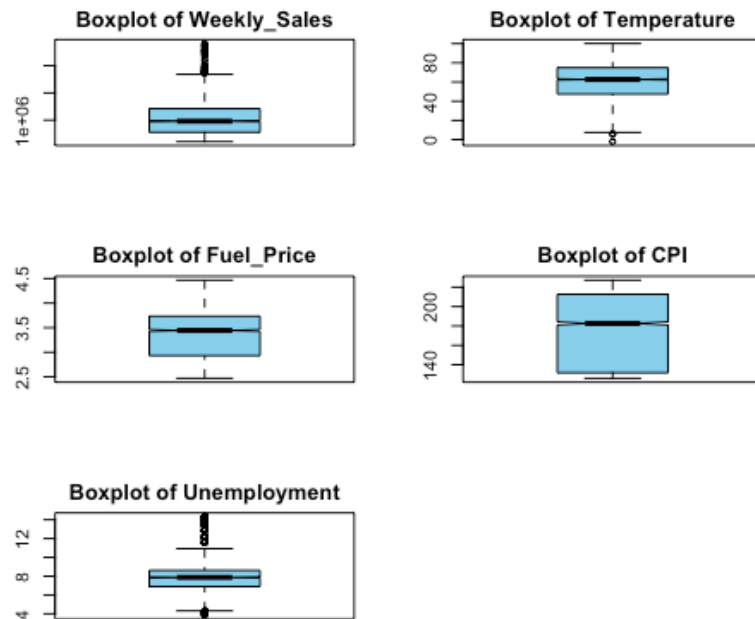 Boxplot of Weekly_Sales
1e+06
Boxplot of Temperature
80
40
0
Boxplot of Fuel_Price
4.5
3.5
2.5
Boxplot of CPI
200
140
Boxplot of Unemployment
12
8
4